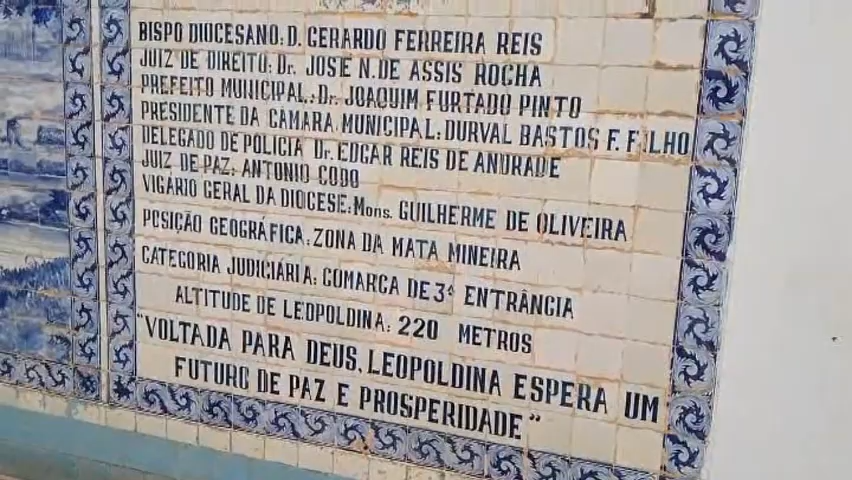 BISPO DIOCESANO: D. GERARDO FERREIRA REIS
JUIZ DE DIREITO: Dr. JOSE N. DE ASSIS ROCHA
PREFEITO MUNICIPAL: Dr. JOAQUIM FURTADO PINTO
PRESIDENTE DA CAMARA MUNICIPAL: DURVAL BASTOS F. FILHO
DELEGADO DE POLICIA Dr. EDGAR REIS DE ANDRADE
JUIZ DE PAZ: ANTONIO CODO
VIGÁRIO GERAL DA DIOCESE: Mons. GUILHERME DE OLIVEIRA
POSIÇÃO GEOGRÁFICA: ZONA DA MATA MINEIRA
CATEGORIA JUDICIÁRIA: COMARCA DE 3ª ENTRÂNCIA
ALTITUDE DE LEOPOLDINA: 220 METROS
"VOLTADA PARA DEUS, LEOPOLDINA ESPERA UM
FUTURO DE PAZ E PROSPERIDADE"